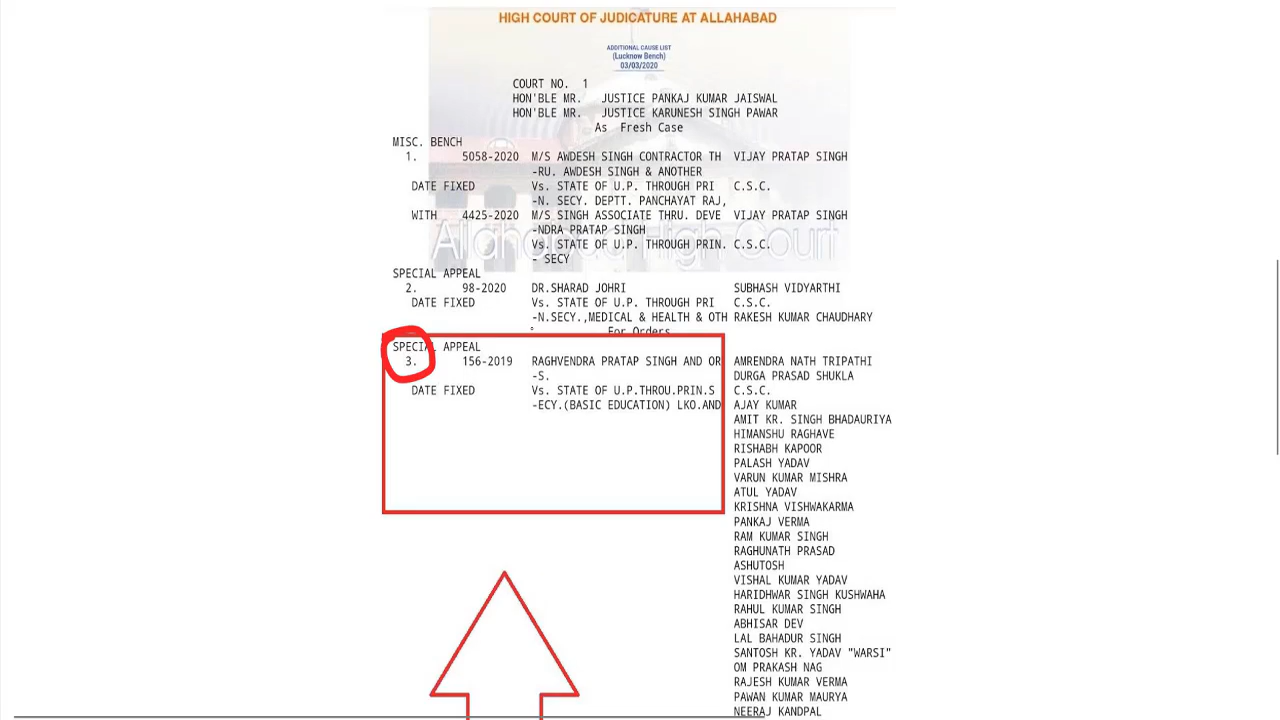 HIGH COURT OF JUDICATURE AT ALLAHABAD
ADDITIONAL CAUSE LIST
(Lucknow Bench)
03/03/2020
COURT NO. 1
HON'BLE MR. JUSTICE PANKAJ KUMAR JAISWAL
HON'BLE MR. JUSTICE KARUNESH SINGH PAWAR
As Fresh Case
MISC. BENCH
1. 5058-2020 M/S AWDESH SINGH CONTRACTOR TH VIJAY PRATAP SINGH
-RU. AWDESH SINGH & ANOTHER
DATE FIXED Vs. STATE OF U.P. THROUGH PRI C.S.C.
-N. SECY. DEPTT. PANCHAYAT RAJ,
WITH 4425-2020 M/S SINGH ASSOCIATE THRU. DEVE VIJAY PRATAP SINGH
-NDRA PRATAP SINGH
Vs. STATE OF U.P. THROUGH PRIN. C.S.C.
- SECY
Allahabad High Court
SPECIAL APPEAL
2. 98-2020 DR.SHARAD JOHRI SUBHASH VIDYARTHI
DATE FIXED Vs. STATE OF U.P. THROUGH PRI C.S.C.
-N.SECY.,MEDICAL & HEALTH & OTH RAKESH KUMAR CHAUDHARY
For Orders
SPECIAL APPEAL
3. 156-2019 RAGHVENDRA PRATAP SINGH AND OR AMRENDRA NATH TRIPATHI
-S. DURGA PRASAD SHUKLA
DATE FIXED Vs. STATE OF U.P.THROU.PRIN.S C.S.C.
-ECY.(BASIC EDUCATION) LKO.AND AJAY KUMAR
AMIT KR. SINGH BHADAURIYA
HIMANSHU RAGHAVE
RISHABH KAPOOR
PALASH YADAV
VARUN KUMAR MISHRA
ATUL YADAV
KRISHNA VISHWAKARMA
PANKAJ VERMA
RAM KUMAR SINGH
RAGHUNATH PRASAD
ASHUTOSH
VISHAL KUMAR YADAV
HARIDHWAR SINGH KUSHWAHA
RAHUL KUMAR SINGH
ABHISAR DEV
LAL BAHADUR SINGH
SANTOSH KR. YADAV "WARSI"
OM PRAKASH NAG
RAJESH KUMAR VERMA
PAWAN KUMAR MAURYA
NEERAJ KANDPAL